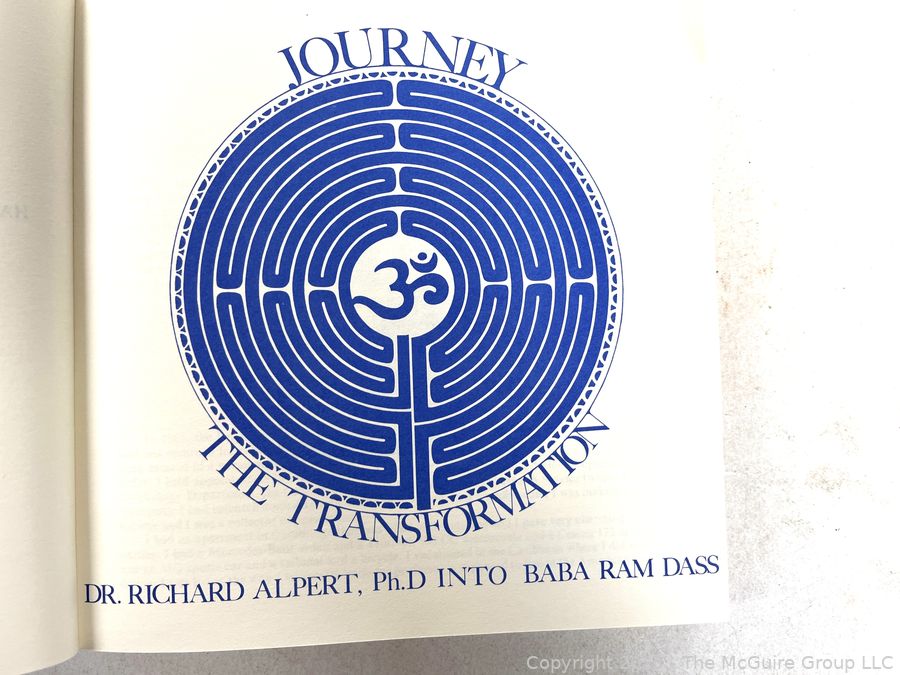 JOURNEY
ॐ
THE TRANSFORMATION
DR. RICHARD ALPERT, Ph.D INTO BABA RAM DASS
Copyright The McGuire Group LLC